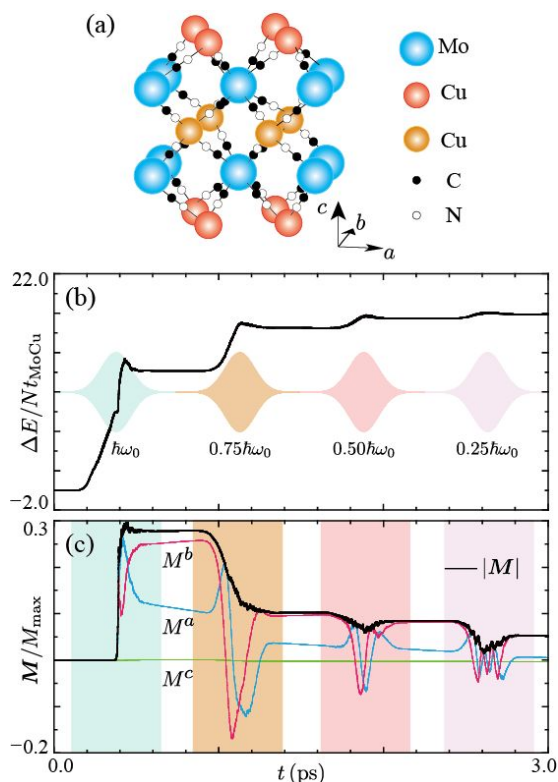 (a)
Mo
Cu
Cu
C
N
c
b
a
(b)
22.0
ΔE/Nt_MoCu
−2.0
ħω₀
0.75ħω₀
0.50ħω₀
0.25ħω₀
(c)
0.3
M/M_max
−0.2
M^b
M^a
M^c
|M|
0.0
t (ps)
3.0